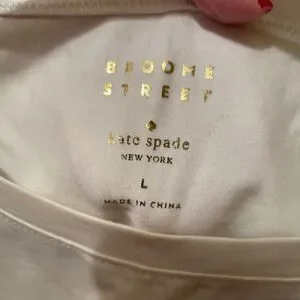 BROOME
STREET
kate spade
NEW YORK
L
MADE IN CHINA